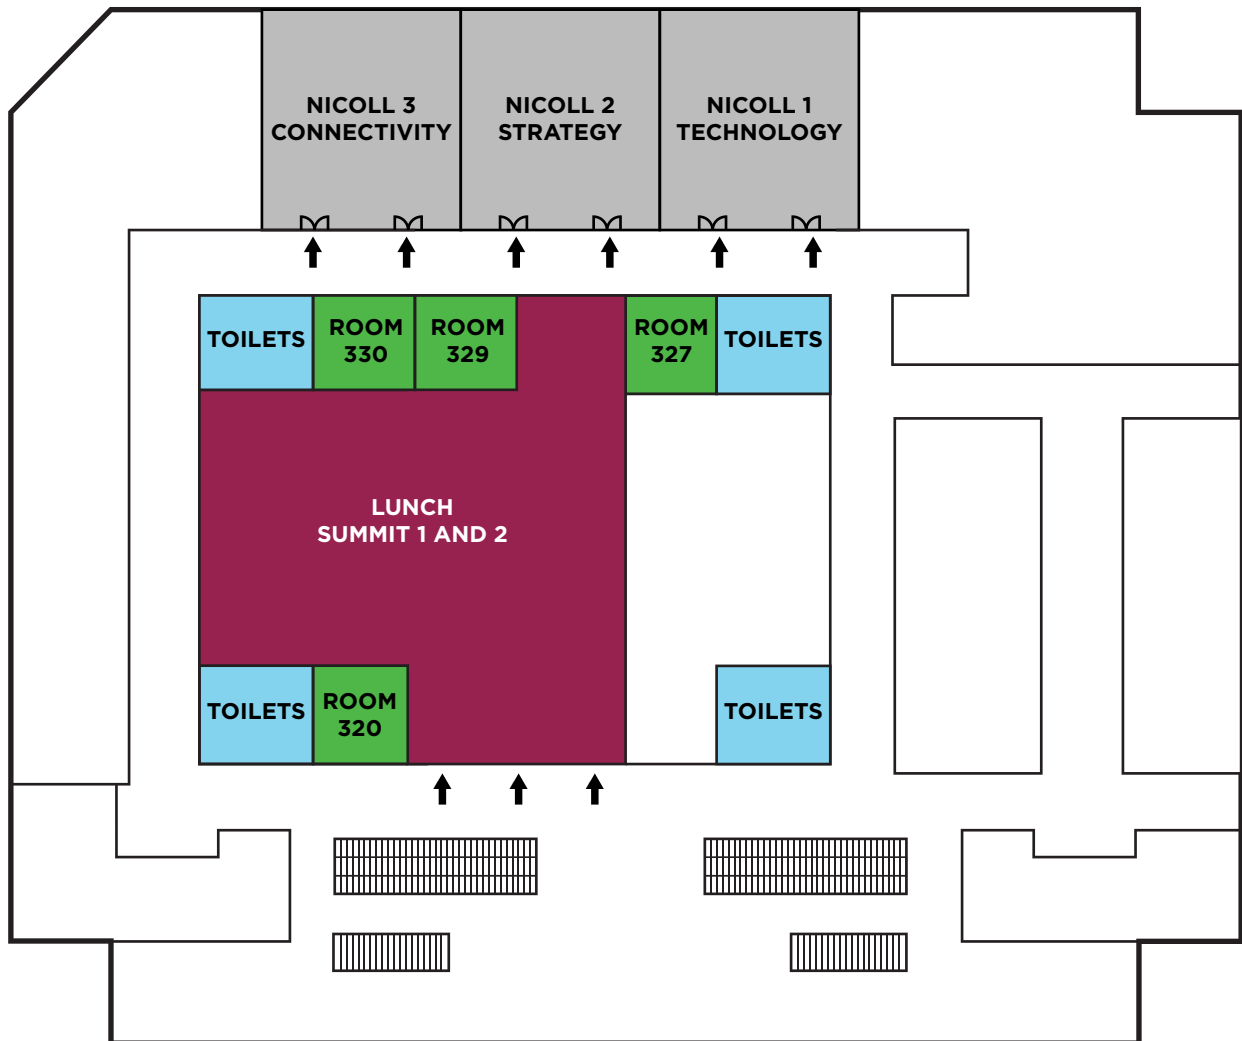 NICOLL 3
CONNECTIVITY
NICOLL 2
STRATEGY
NICOLL 1
TECHNOLOGY
TOILETS
ROOM
330
ROOM
329
ROOM
327
TOILETS
LUNCH
SUMMIT 1 AND 2
TOILETS
ROOM
320
TOILETS